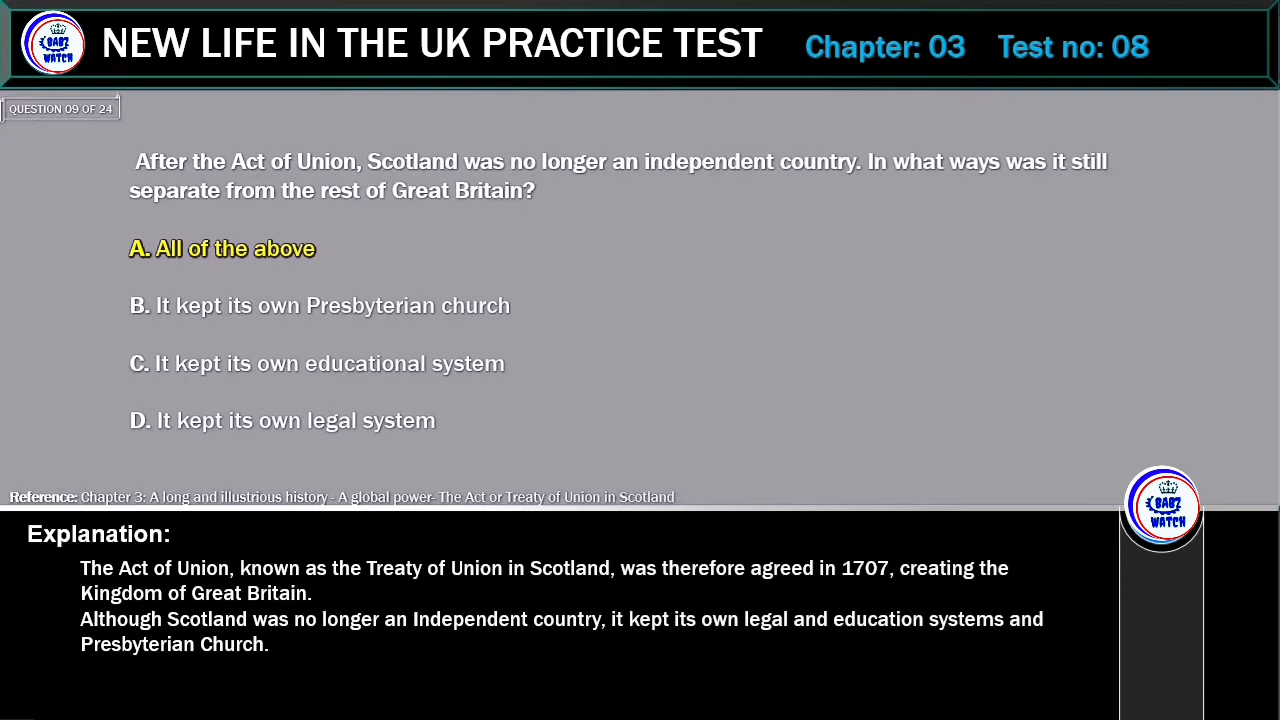 BABZ
WATCH
NEW LIFE IN THE UK PRACTICE TEST
Chapter: 03 Test no: 08
QUESTION 09 OF 24
After the Act of Union, Scotland was no longer an independent country. In what ways was it still
separate from the rest of Great Britain?
A. All of the above
B. It kept its own Presbyterian church
C. It kept its own educational system
D. It kept its own legal system
Reference: Chapter 3: A long and illustrious history - A global power- The Act or Treaty of Union in Scotland
BABZ
WATCH
Explanation:
The Act of Union, known as the Treaty of Union in Scotland, was therefore agreed in 1707, creating the
Kingdom of Great Britain.
Although Scotland was no longer an Independent country, it kept its own legal and education systems and
Presbyterian Church.